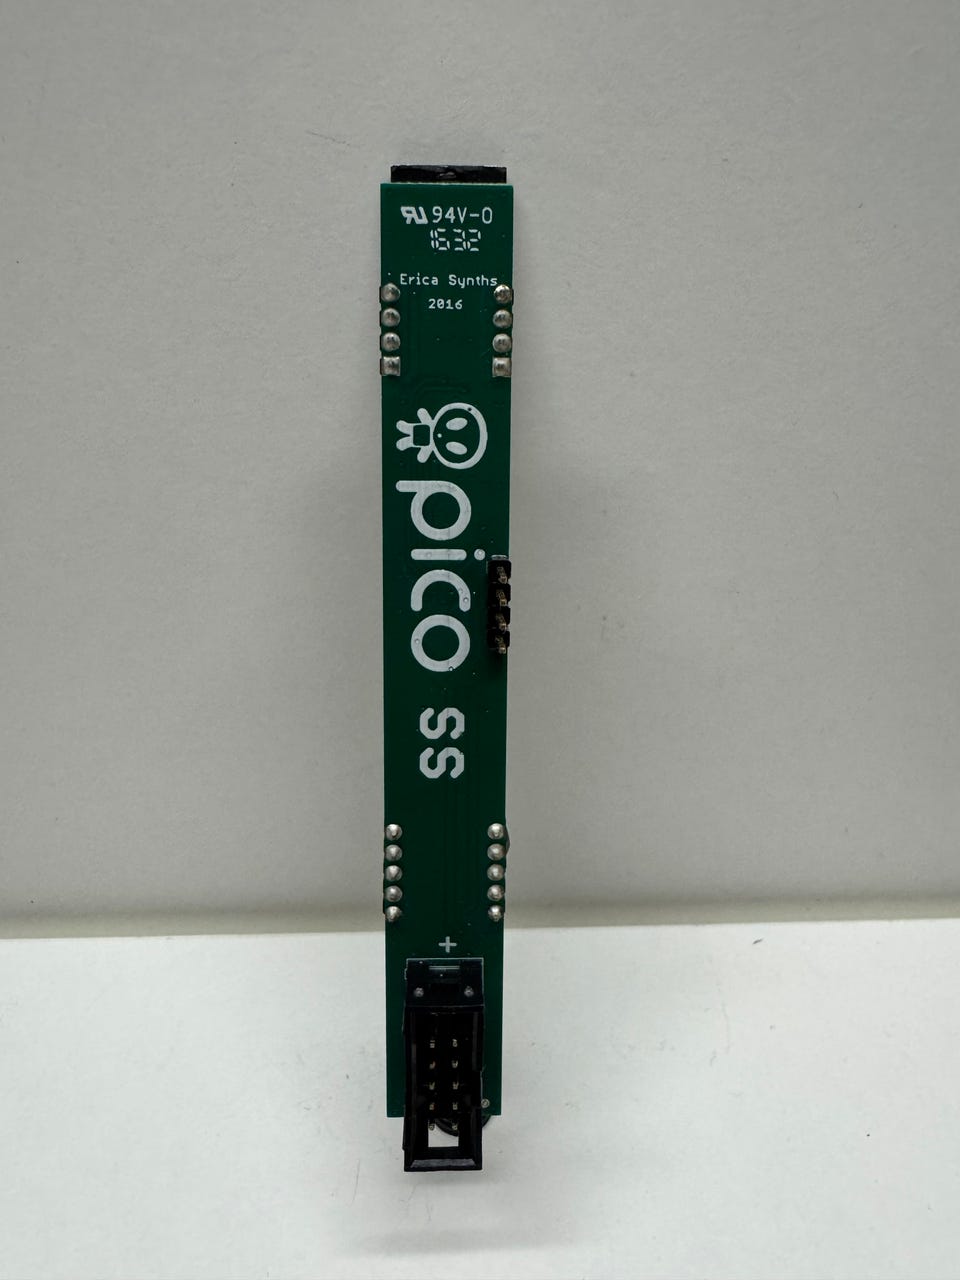 94V-0
1632
Erica Synths
2016
pico ss
+